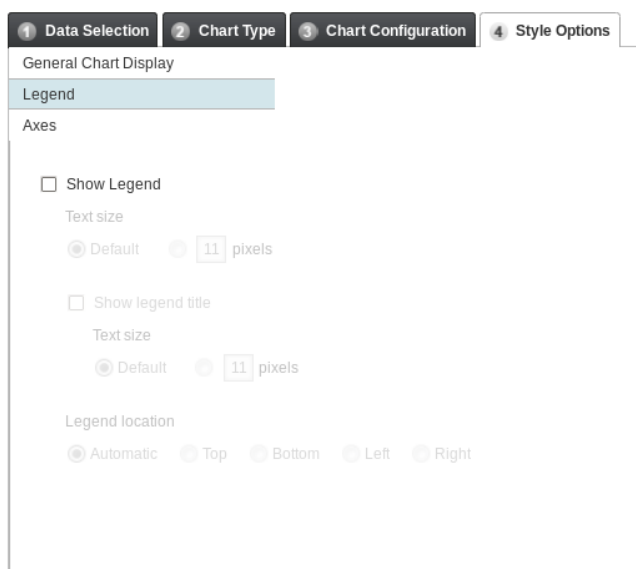 1 Data Selection 2 Chart Type 3 Chart Configuration 4 Style Options
General Chart Display
Legend
Axes
Show Legend
Text size
Default 11 pixels
Show legend title
Text size
Default 11 pixels
Legend location
Automatic Top Bottom Left Right